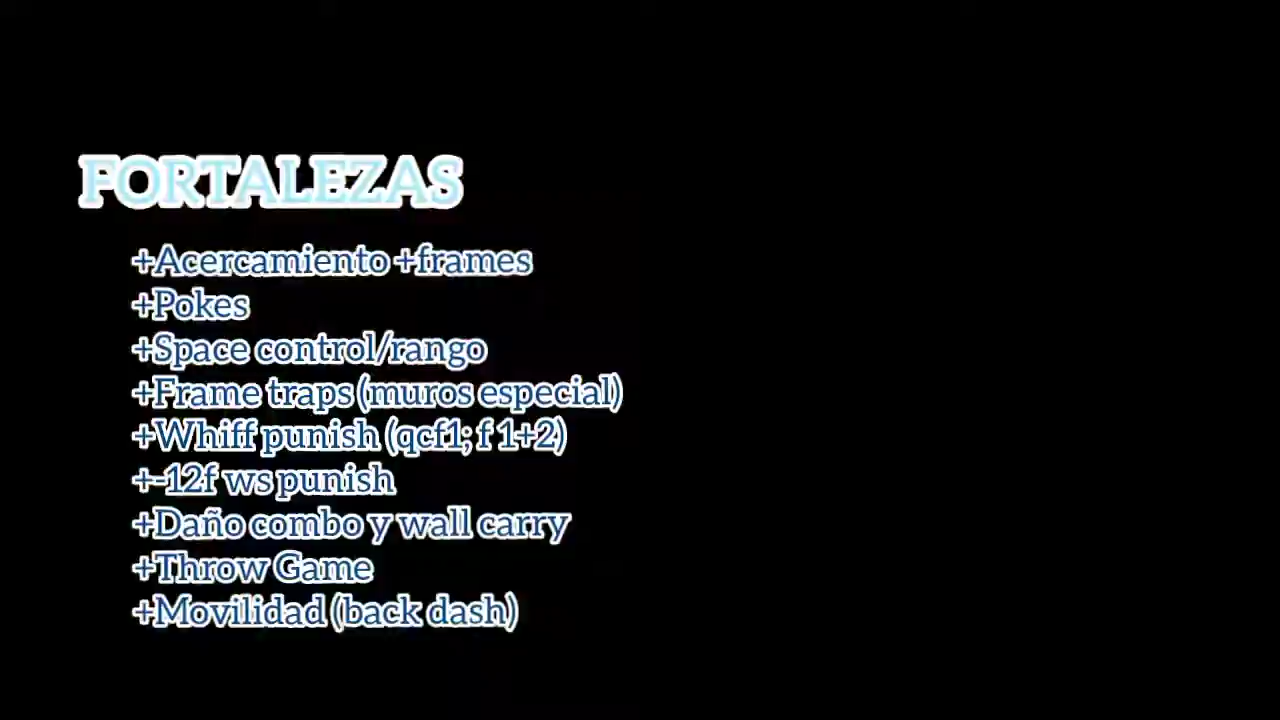 FORTALEZAS
+Acercamiento +frames
+Pokes
+Space control/rango
+Frame traps (muros especial)
+Whiff punish (qcf1; f 1+2)
+-12f ws punish
+Daño combo y wall carry
+Throw Game
+Movilidad (back dash)